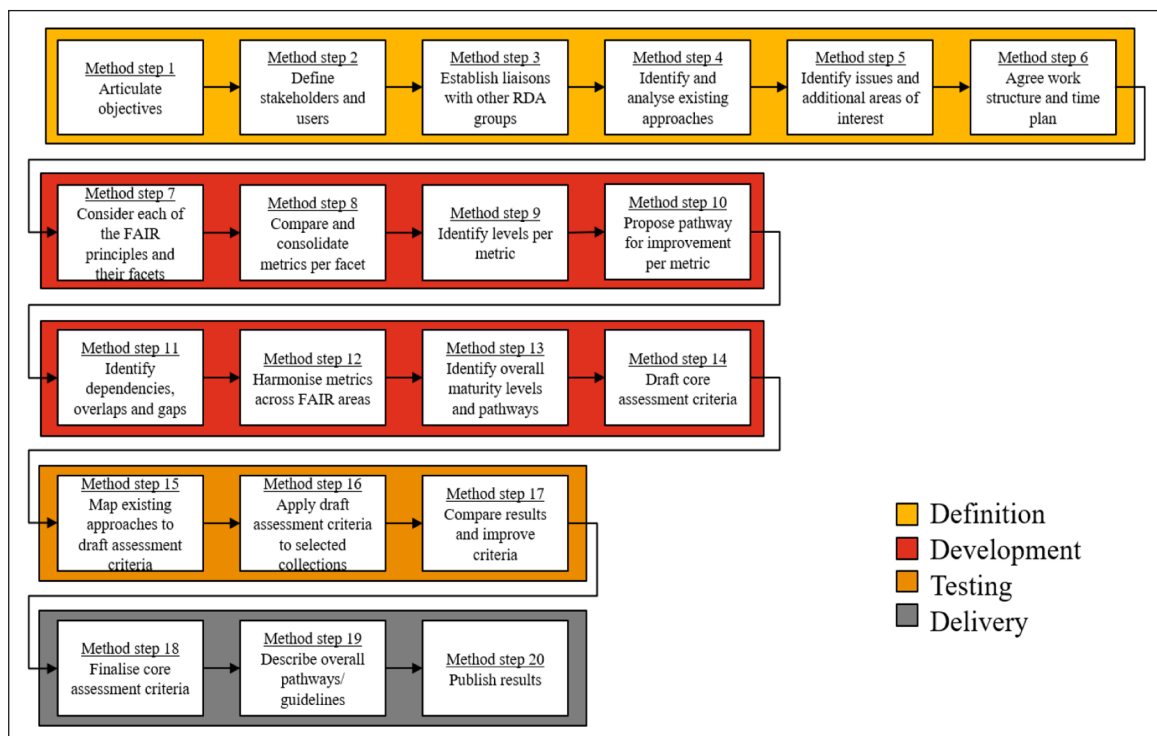 Method step 1
Articulate
objectives
Method step 2
Define
stakeholders and
users
Method step 3
Establish liaisons
with other RDA
groups
Method step 4
Identify and
analyse existing
approaches
Method step 5
Identify issues and
additional areas of
interest
Method step 6
Agree work
structure and time
plan
Method step 7
Consider each of
the FAIR
principles and
their facets
Method step 8
Compare and
consolidate
metrics per facet
Method step 9
Identify levels per
metric
Method step 10
Propose pathway
for improvement
per metric
Method step 11
Identify
dependencies,
overlaps and gaps
Method step 12
Harmonise metrics
across FAIR areas
Method step 13
Identify overall
maturity levels
and pathways
Method step 14
Draft core
assessment criteria
Method step 15
Map existing
approaches to
draft assessment
criteria
Method step 16
Apply draft
assessment criteria
to selected
collections
Method step 17
Compare results
and improve
criteria
Method step 18
Finalise core
assessment criteria
Method step 19
Describe overall
pathways/
guidelines
Method step 20
Publish results
Definition
Development
Testing
Delivery